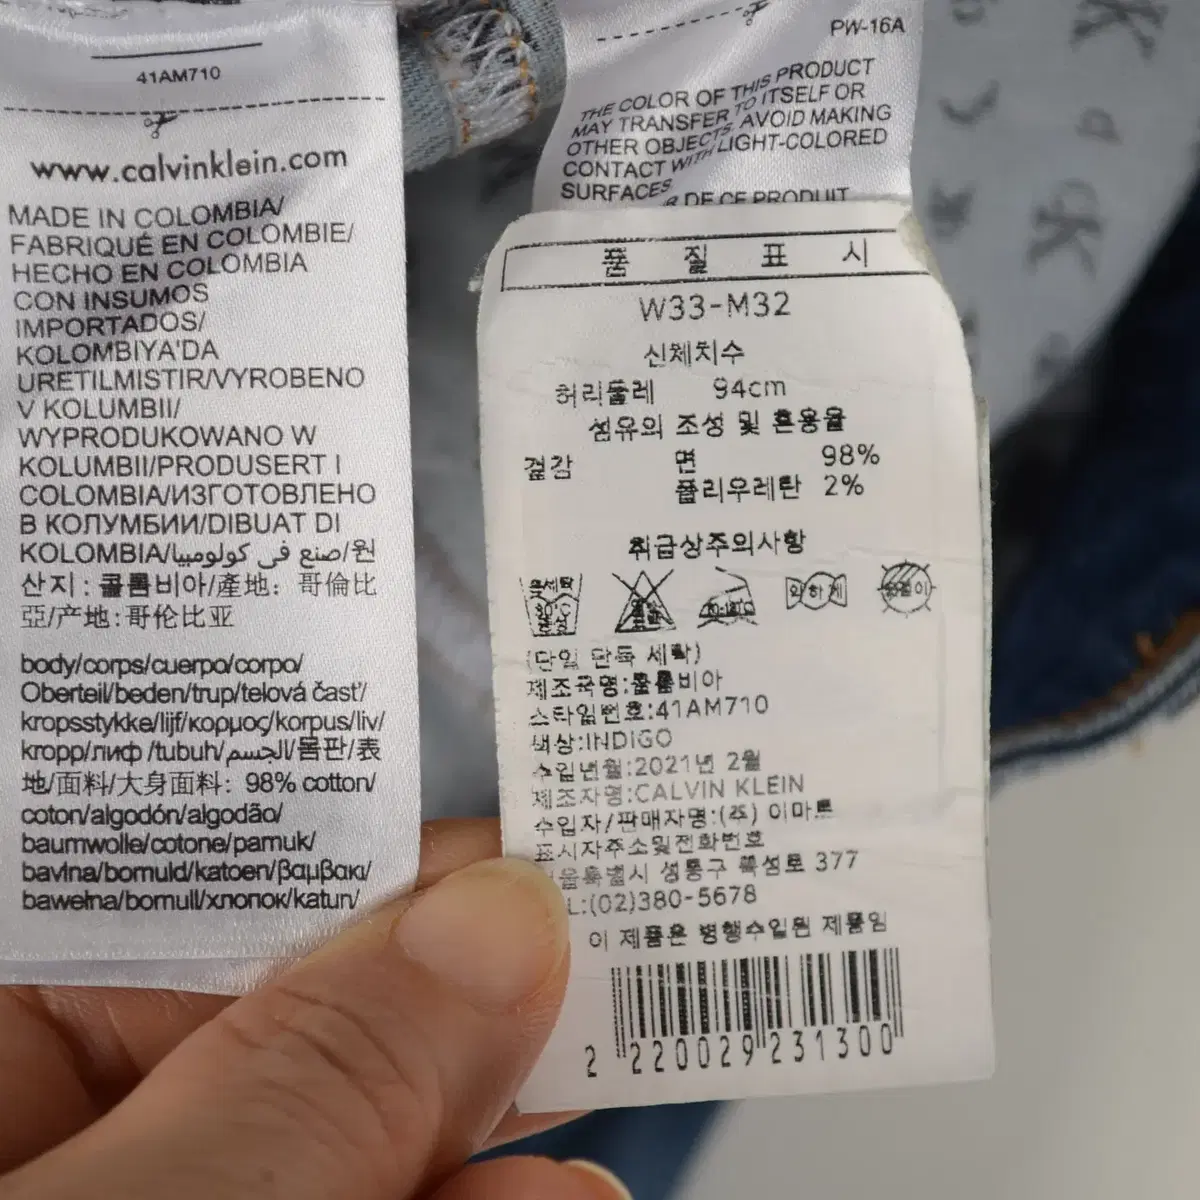 41AM710
www.calvinklein.com
MADE IN COLOMBIA/
FABRIQUÉ EN COLOMBIE/
HECHO EN COLOMBIA
CON INSUMOS
IMPORTADOS/
KOLOMBIYA'DA
URETILMISTIR/VYROBENO
V KOLUMBII/
WYPRODUKOWANO W
KOLUMBII/PRODUSERT I
COLOMBIA/ИЗГОТОВЛЕНО
В КОЛУМБИИ/DIBUAT DI
KOLOMBIA/صنع في كولومبيا/원
산지 : 콜롬비아/產地：哥倫比
亞/产地:哥伦比亚
body/corps/cuerpo/corpo/
Oberteil/beden/trup/telová časť/
kropsstykke/lijf/κορμος/korpus/liv/
kropp/лиф /tubuh/الجسم/몸판/表
地/面料/大身面料：98% cotton/
coton/algodón/algodão/
baumwolle/cotone/pamuk/
bavlna/bomuld/katoen/βαμβακι/
bawełna/bomull/хлопок/katun/
PW-16A
THE COLOR OF THIS PRODUCT
MAY TRANSFER TO ITSELF OR
OTHER OBJECTS. AVOID MAKING
CONTACT WITH LIGHT-COLORED
SURFACES
DE CE PRODUIT
품 질 표 시
W33-M32
신체치수
허리둘레 94cm
섬유의 조성 및 혼용율
겉감 면 98%
폴리우레탄 2%
취급상주의사항
약하게
(단일 단독 세탁)
제조국명:콜롬비아
스타일번호:41AM710
색상:INDIGO
수입년월:2021년 2월
제조자명:CALVIN KLEIN
수입자/판매자명:(주) 이마트
표시자주소및전화번호
서울특별시 성동구 뚝섬로 377
L:(02)380-5678
이 제품은 병행수입된 제품임
2 220029 231300
CK